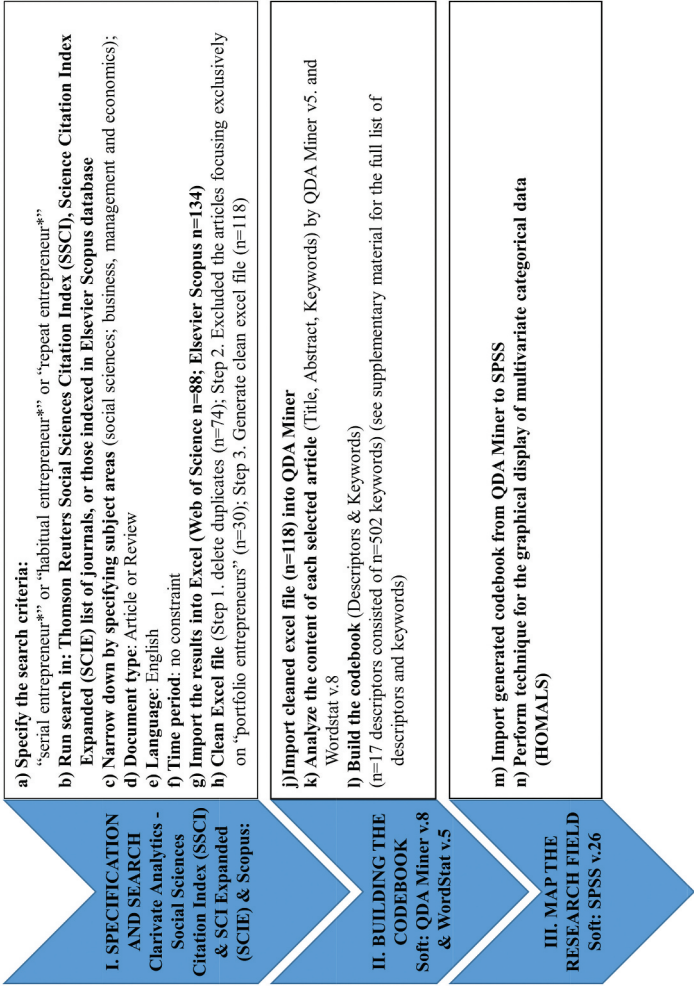 I. SPECIFICATION
AND SEARCH
Clarivate Analytics -
Social Sciences
Citation Index (SSCI)
& SCI Expanded
(SCIE) & Scopus:
a) Specify the search criteria:
“serial entrepreneur*” or “habitual entrepreneur*” or “repeat entrepreneur*”
b) Run search in: Thomson Reuters Social Sciences Citation Index (SSCI), Science Citation Index
Expanded (SCIE) list of journals, or those indexed in Elsevier Scopus database
c) Narrow down by specifying subject areas (social sciences; business, management and economics);
d) Document type: Article or Review
e) Language: English
f) Time period: no constraint
g) Import the results into Excel (Web of Science n=88; Elsevier Scopus n=134)
h) Clean Excel file (Step 1. delete duplicates (n=74); Step 2. Excluded the articles focusing exclusively
on “portfolio entrepreneurs” (n=30); Step 3. Generate clean excel file (n=118)
II. BUILDING THE
CODEBOOK
Soft: QDA Miner v.8
& WordStat v.5
j)Import cleaned excel file (n=118) into QDA Miner
k) Analyze the content of each selected article (Title, Abstract, Keywords) by QDA Miner v5. and
Wordstat v.8
l) Build the codebook (Descriptors & Keywords)
(n=17 descriptors consisted of n=502 keywords) (see supplementary material for the full list of
descriptors and keywords)
III. MAP THE
RESEARCH FIELD
Soft: SPSS v.26
m) Import generated codebook from QDA Miner to SPSS
n) Perform technique for the graphical display of multivariate categorical data
(HOMALS)